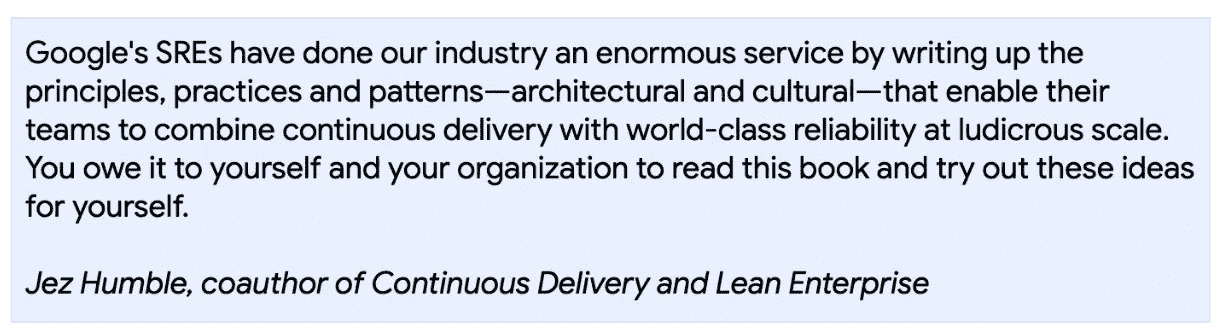 Google's SREs have done our industry an enormous service by writing up the
principles, practices and patterns—architectural and cultural—that enable their
teams to combine continuous delivery with world-class reliability at ludicrous scale.
You owe it to yourself and your organization to read this book and try out these ideas
for yourself.
Jez Humble, coauthor of Continuous Delivery and Lean Enterprise